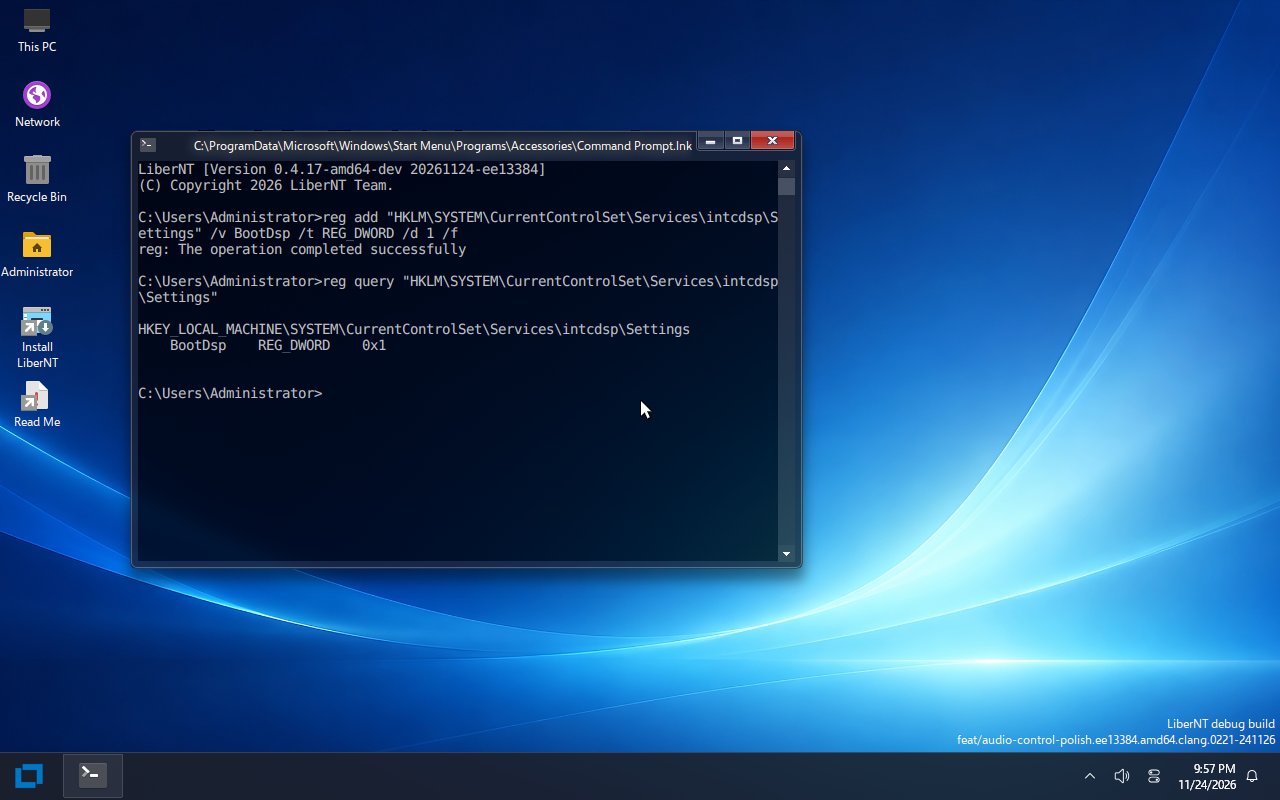 This PC
Network
Recycle Bin
Administrator
Install
LiberNT
Read Me
C:\ProgramData\Microsoft\Windows\Start Menu\Programs\Accessories\Command Prompt.lnk
LiberNT [Version 0.4.17-amd64-dev 20261124-ee13384]
(C) Copyright 2026 LiberNT Team.
C:\Users\Administrator>reg add "HKLM\SYSTEM\CurrentControlSet\Services\intcdsp\S
ettings" /v BootDsp /t REG_DWORD /d 1 /f
reg: The operation completed successfully
C:\Users\Administrator>reg query "HKLM\SYSTEM\CurrentControlSet\Services\intcdsp
\Settings"
HKEY_LOCAL_MACHINE\SYSTEM\CurrentControlSet\Services\intcdsp\Settings
BootDsp    REG_DWORD    0x1
C:\Users\Administrator>
LiberNT debug build
feat/audio-control-polish.ee13384.amd64.clang.0221-241126
9:57 PM
11/24/2026